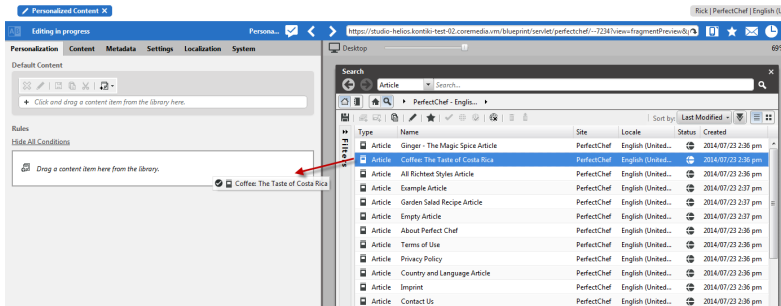 Personalized Content ×
Rick | PerfectChef | English (U
Editing in progress
Persona...
https://studio-helios.kontiki-test-02.coremedia.vm/blueprint/servlet/perfectchef/--7234?view=fragmentPreview&
Personalization Content Metadata Settings Localization System
Desktop
Default Content
Click and drag a content item from the library here.
Rules
Hide All Conditions
Drag a content item here from the library.
Coffee: The Taste of Costa Rica
Search
Article Search...
PerfectChef - Englis...
Sort by: Last Modified
Filters
Type Name Site Locale Status Created
Article Ginger - The Magic Spice Article PerfectChef English (United... 2014/07/23 2:36 pm
Article Coffee: The Taste of Costa Rica PerfectChef English (United... 2014/07/23 2:36 pm
Article All Richtext Styles Article PerfectChef English (United... 2014/07/23 2:36 pm
Article Example Article PerfectChef English (United... 2014/07/23 2:37 pm
Article Garden Salad Recipe Article PerfectChef English (United... 2014/07/23 2:36 pm
Article Empty Article PerfectChef English (United... 2014/07/23 2:37 pm
Article About Perfect Chef PerfectChef English (United... 2014/07/23 2:36 pm
Article Terms of Use PerfectChef English (United... 2014/07/23 2:36 pm
Article Privacy Policy PerfectChef English (United... 2014/07/23 2:36 pm
Article Country and Language Article PerfectChef English (United... 2014/07/23 2:36 pm
Article Imprint PerfectChef English (United... 2014/07/23 2:36 pm
Article Contact Us PerfectChef English (United... 2014/07/23 2:36 pm